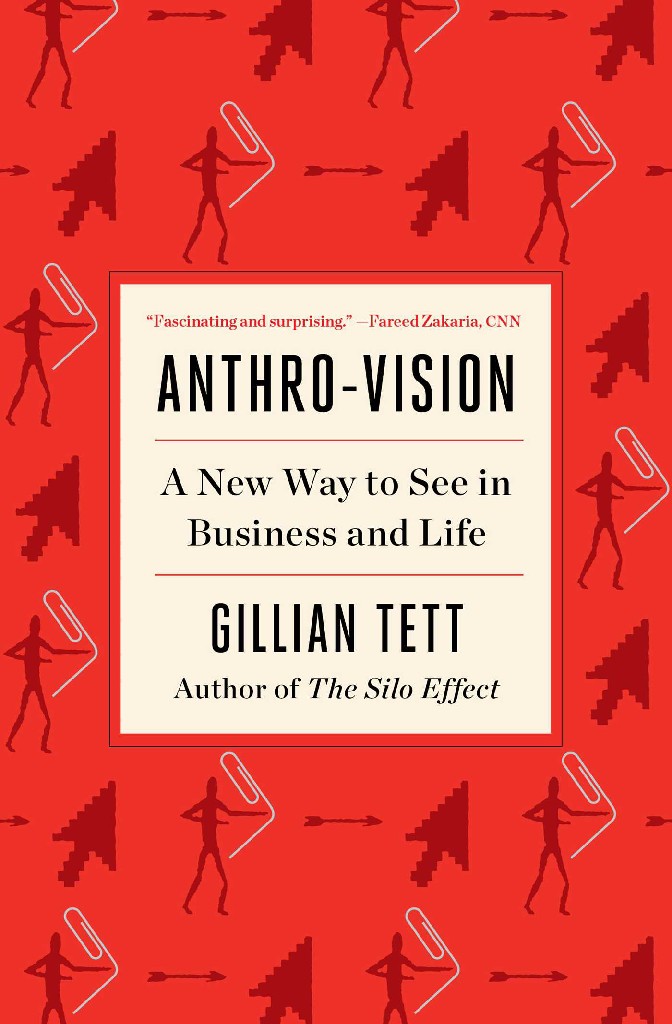 “Fascinating and surprising.” —Fareed Zakaria, CNN
ANTHRO-VISION
A New Way to See in
Business and Life
GILLIAN TETT
Author of The Silo Effect